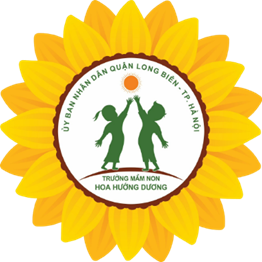 ỦY BAN NHÂN DÂN QUẬN LONG BIÊN - TP. HÀ NỘI
TRƯỜNG MẦM NON
HOA HƯỚNG DƯƠNG